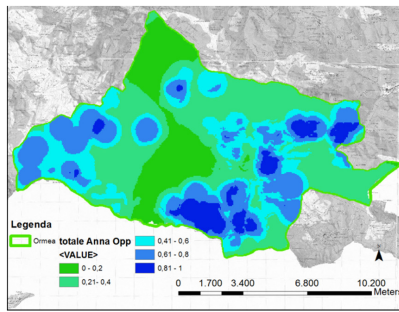 Legenda
Ormea totale Anna Opp
<VALUE>
0 - 0,2
0,21- 0,4
0,41 - 0,6
0,61 - 0,8
0,81 - 1
0 1.700 3.400 6.800 10.200
Meters